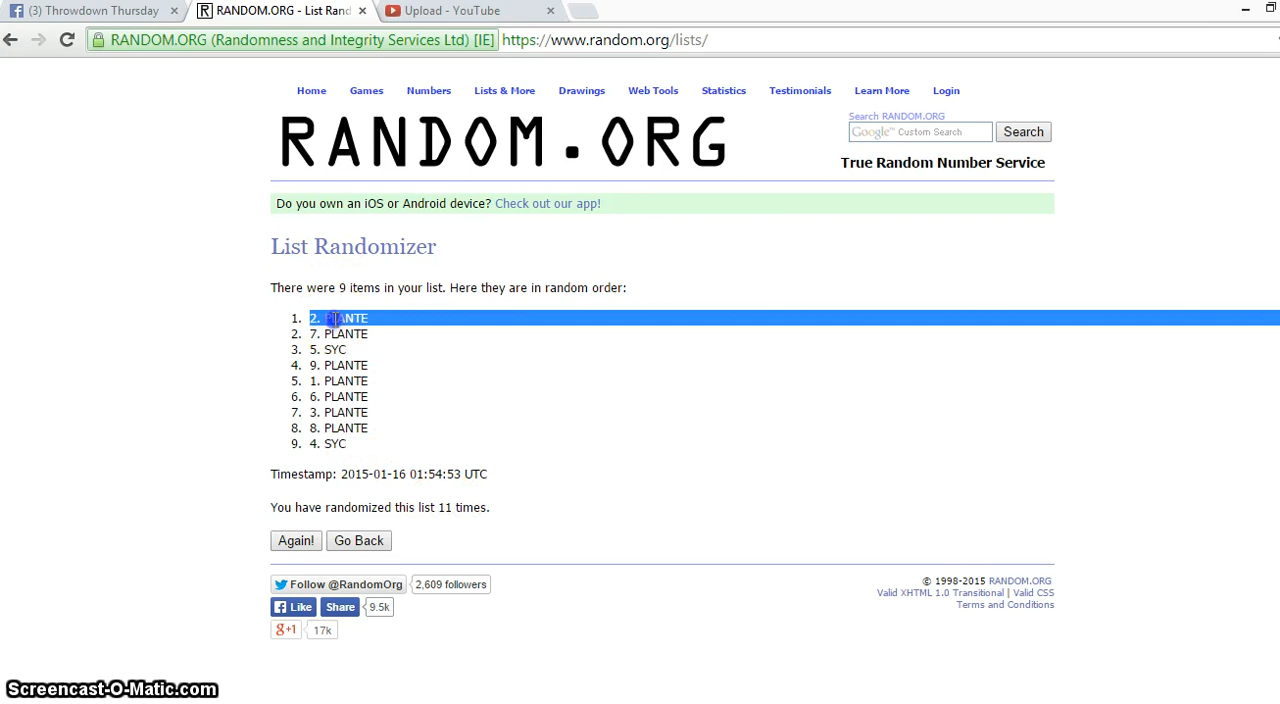 (3) Throwdown Thursday
RANDOM.ORG - List Rand
Upload - YouTube
RANDOM.ORG (Randomness and Integrity Services Ltd) [IE]
https://www.random.org/lists/
Home Games Numbers Lists & More Drawings Web Tools Statistics Testimonials Learn More Login
RANDOM.ORG
Search RANDOM.ORG
Google™ Custom Search
Search
True Random Number Service
Do you own an iOS or Android device? Check out our app!
List Randomizer
There were 9 items in your list. Here they are in random order:
1. 2. PLANTE
2. 7. PLANTE
3. 5. SYC
4. 9. PLANTE
5. 1. PLANTE
6. 6. PLANTE
7. 3. PLANTE
8. 8. PLANTE
9. 4. SYC
Timestamp: 2015-01-16 01:54:53 UTC
You have randomized this list 11 times.
Again! Go Back
Follow @RandomOrg 2,609 followers
Like Share 9.5k
g+1 17k
© 1998-2015 RANDOM.ORG
Valid XHTML 1.0 Transitional | Valid CSS
Terms and Conditions
Screencast-O-Matic.com